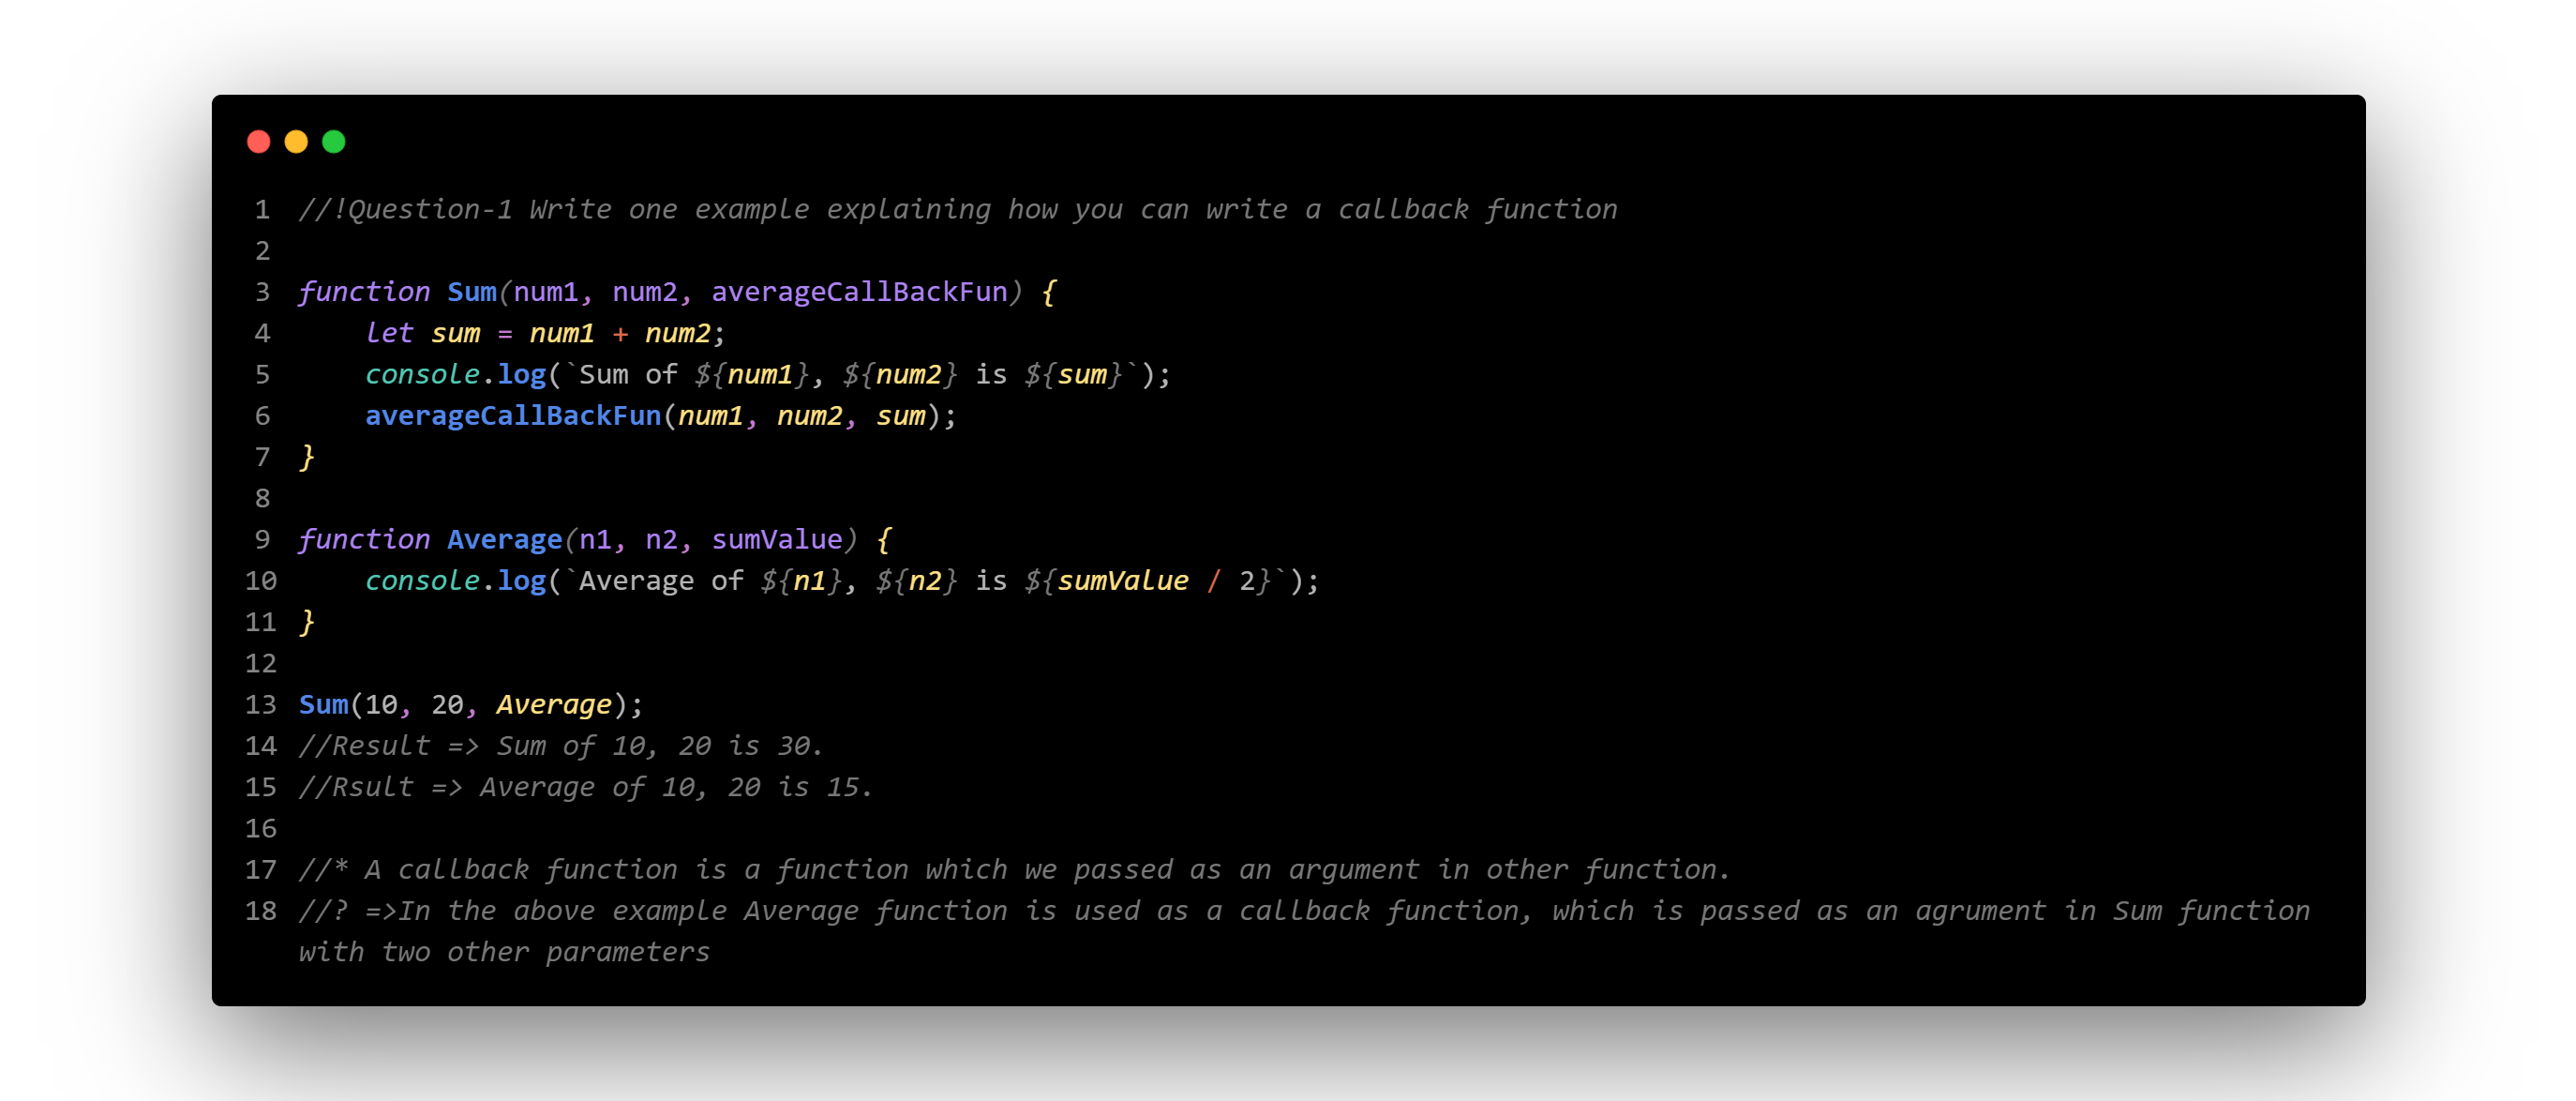 1 //!Question-1 Write one example explaining how you can write a callback function
2
3 function Sum(num1, num2, averageCallBackFun) {
4     let sum = num1 + num2;
5     console.log(`Sum of ${num1}, ${num2} is ${sum}`);
6     averageCallBackFun(num1, num2, sum);
7 }
8
9 function Average(n1, n2, sumValue) {
10     console.log(`Average of ${n1}, ${n2} is ${sumValue / 2}`);
11 }
12
13 Sum(10, 20, Average);
14 //Result => Sum of 10, 20 is 30.
15 //Rsult => Average of 10, 20 is 15.
16
17 //* A callback function is a function which we passed as an argument in other function.
18 //? =>In the above example Average function is used as a callback function, which is passed as an agrument in Sum function
with two other parameters